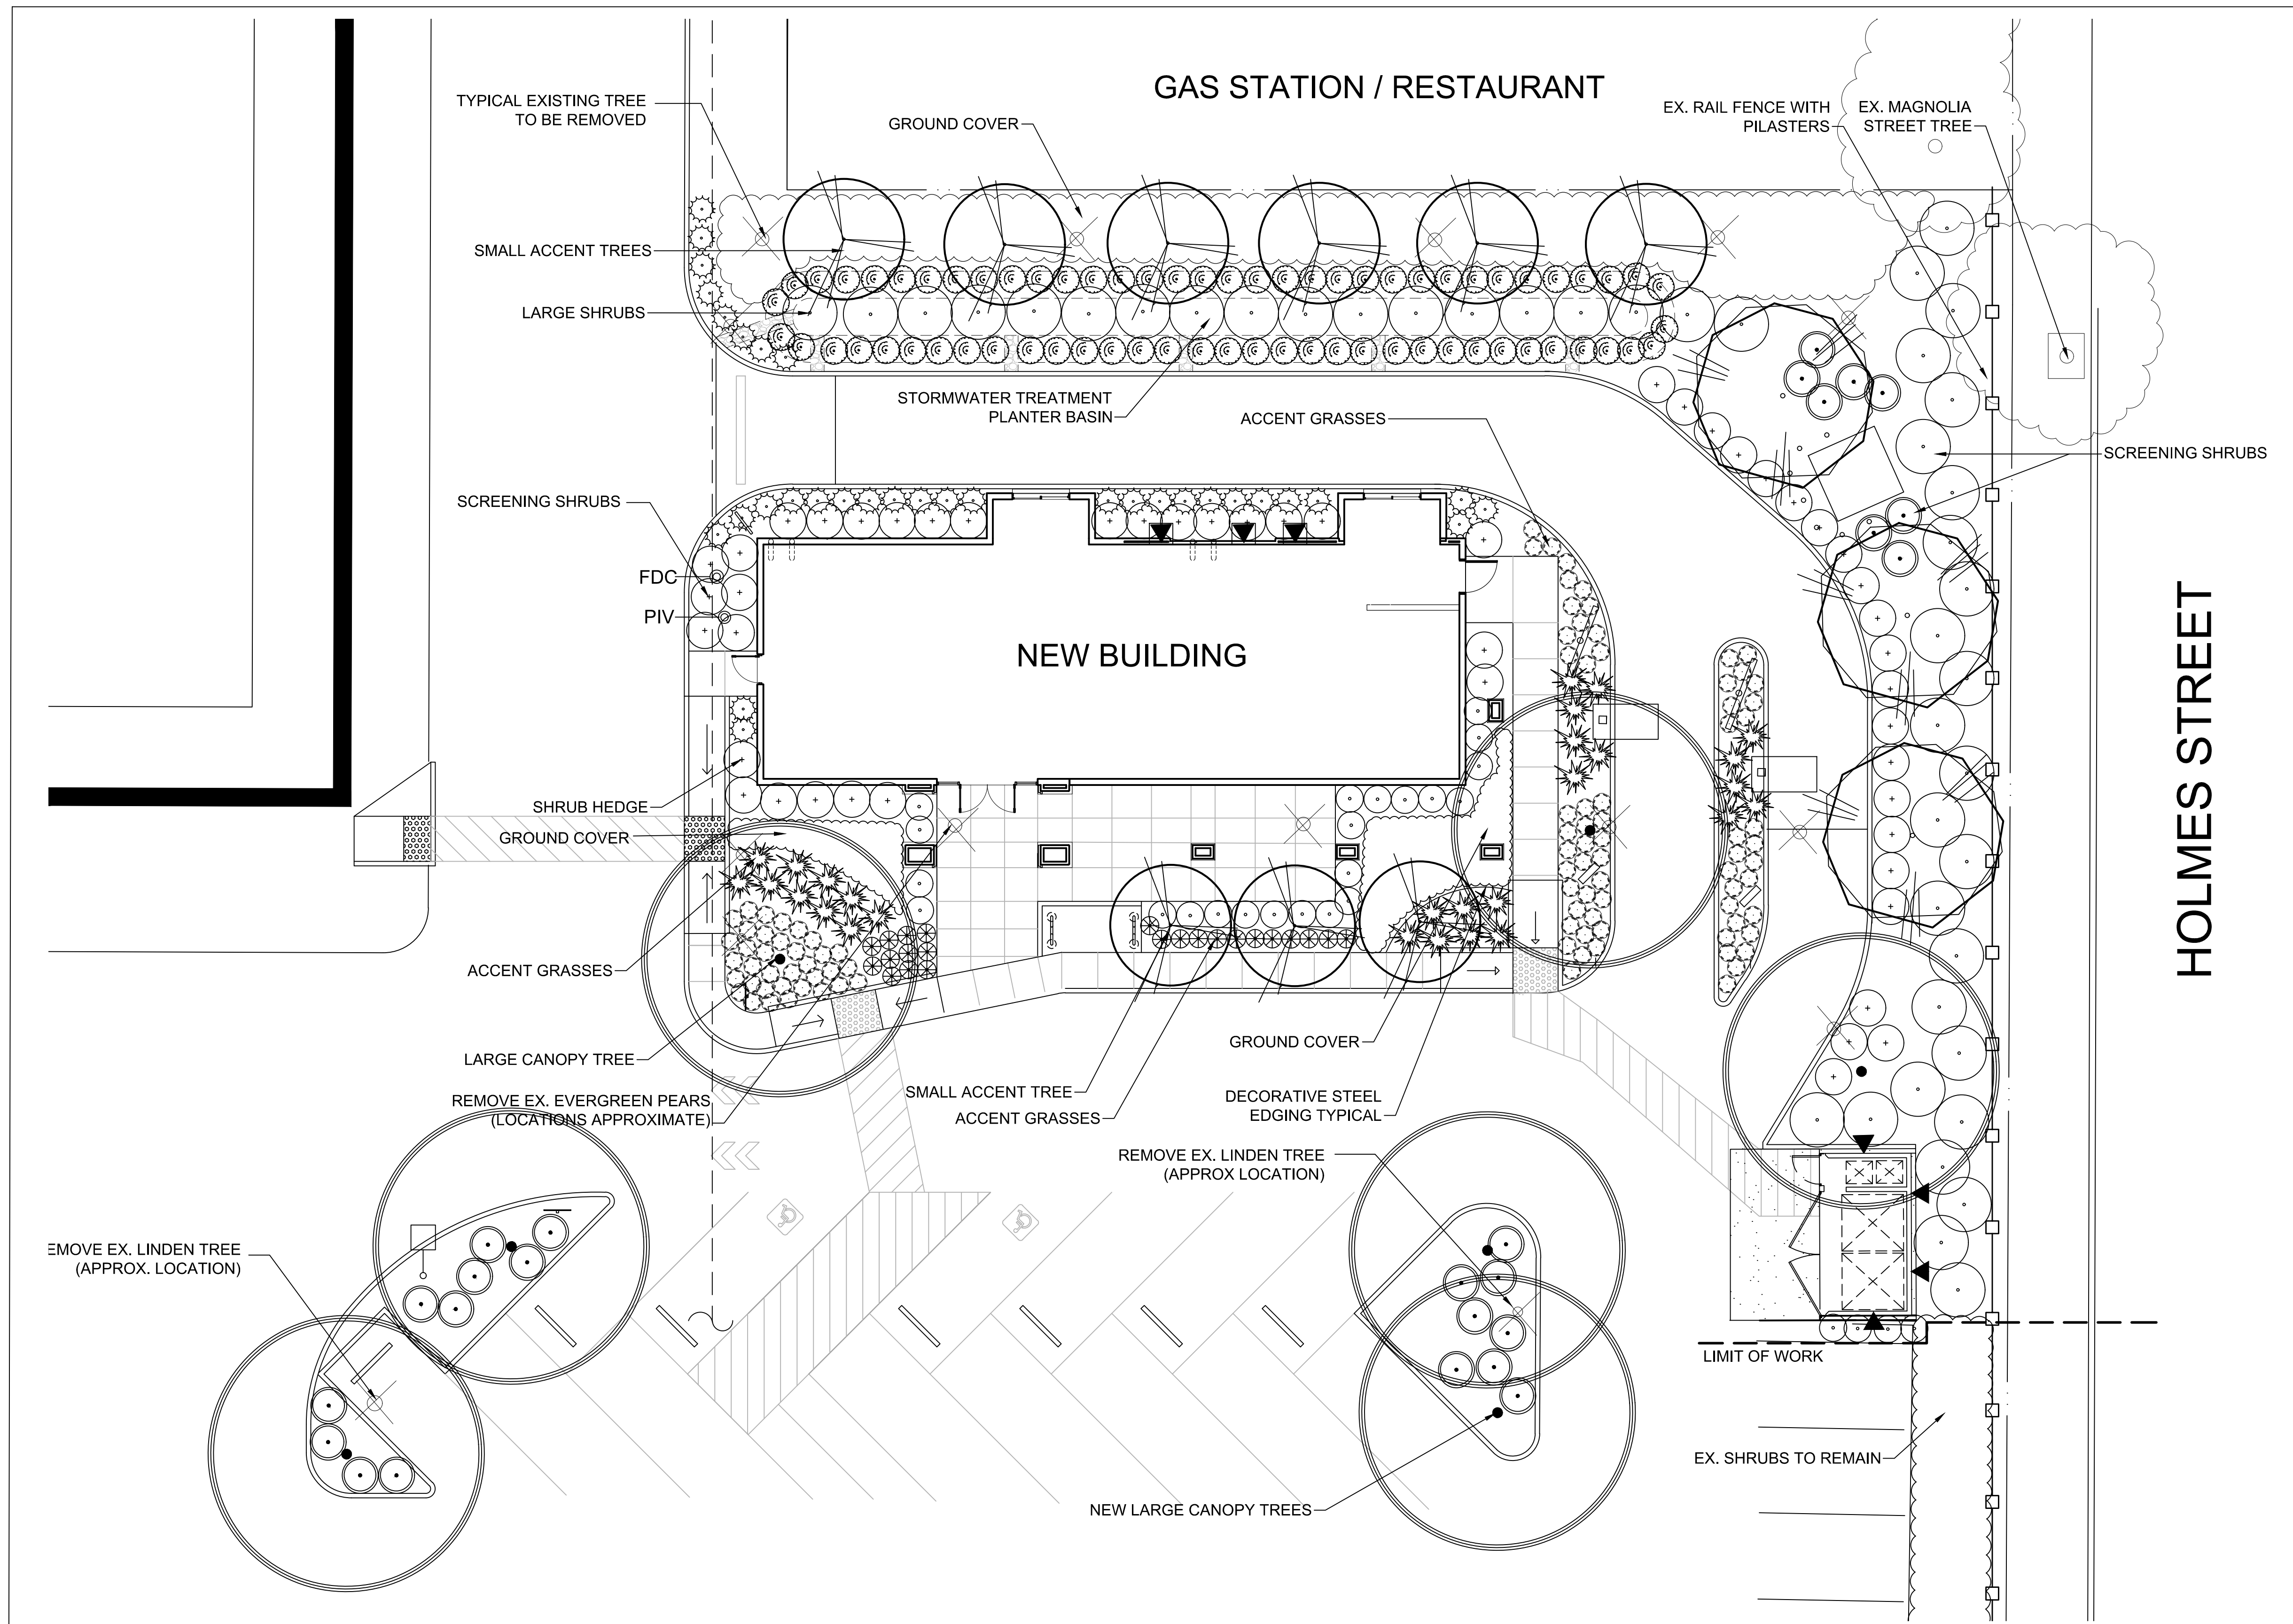 GAS STATION / RESTAURANT
TYPICAL EXISTING TREE
TO BE REMOVED
GROUND COVER
EX. RAIL FENCE WITH
PILASTERS
EX. MAGNOLIA
STREET TREE
SMALL ACCENT TREES
LARGE SHRUBS
STORMWATER TREATMENT
PLANTER BASIN
ACCENT GRASSES
SCREENING SHRUBS
SCREENING SHRUBS
FDC
PIV
NEW BUILDING
HOLMES STREET
SHRUB HEDGE
GROUND COVER
ACCENT GRASSES
LARGE CANOPY TREE
REMOVE EX. EVERGREEN PEARS
(LOCATIONS APPROXIMATE)
GROUND COVER
SMALL ACCENT TREE
ACCENT GRASSES
DECORATIVE STEEL
EDGING TYPICAL
REMOVE EX. LINDEN TREE
(APPROX LOCATION)
EMOVE EX. LINDEN TREE
(APPROX. LOCATION)
LIMIT OF WORK
EX. SHRUBS TO REMAIN
NEW LARGE CANOPY TREES